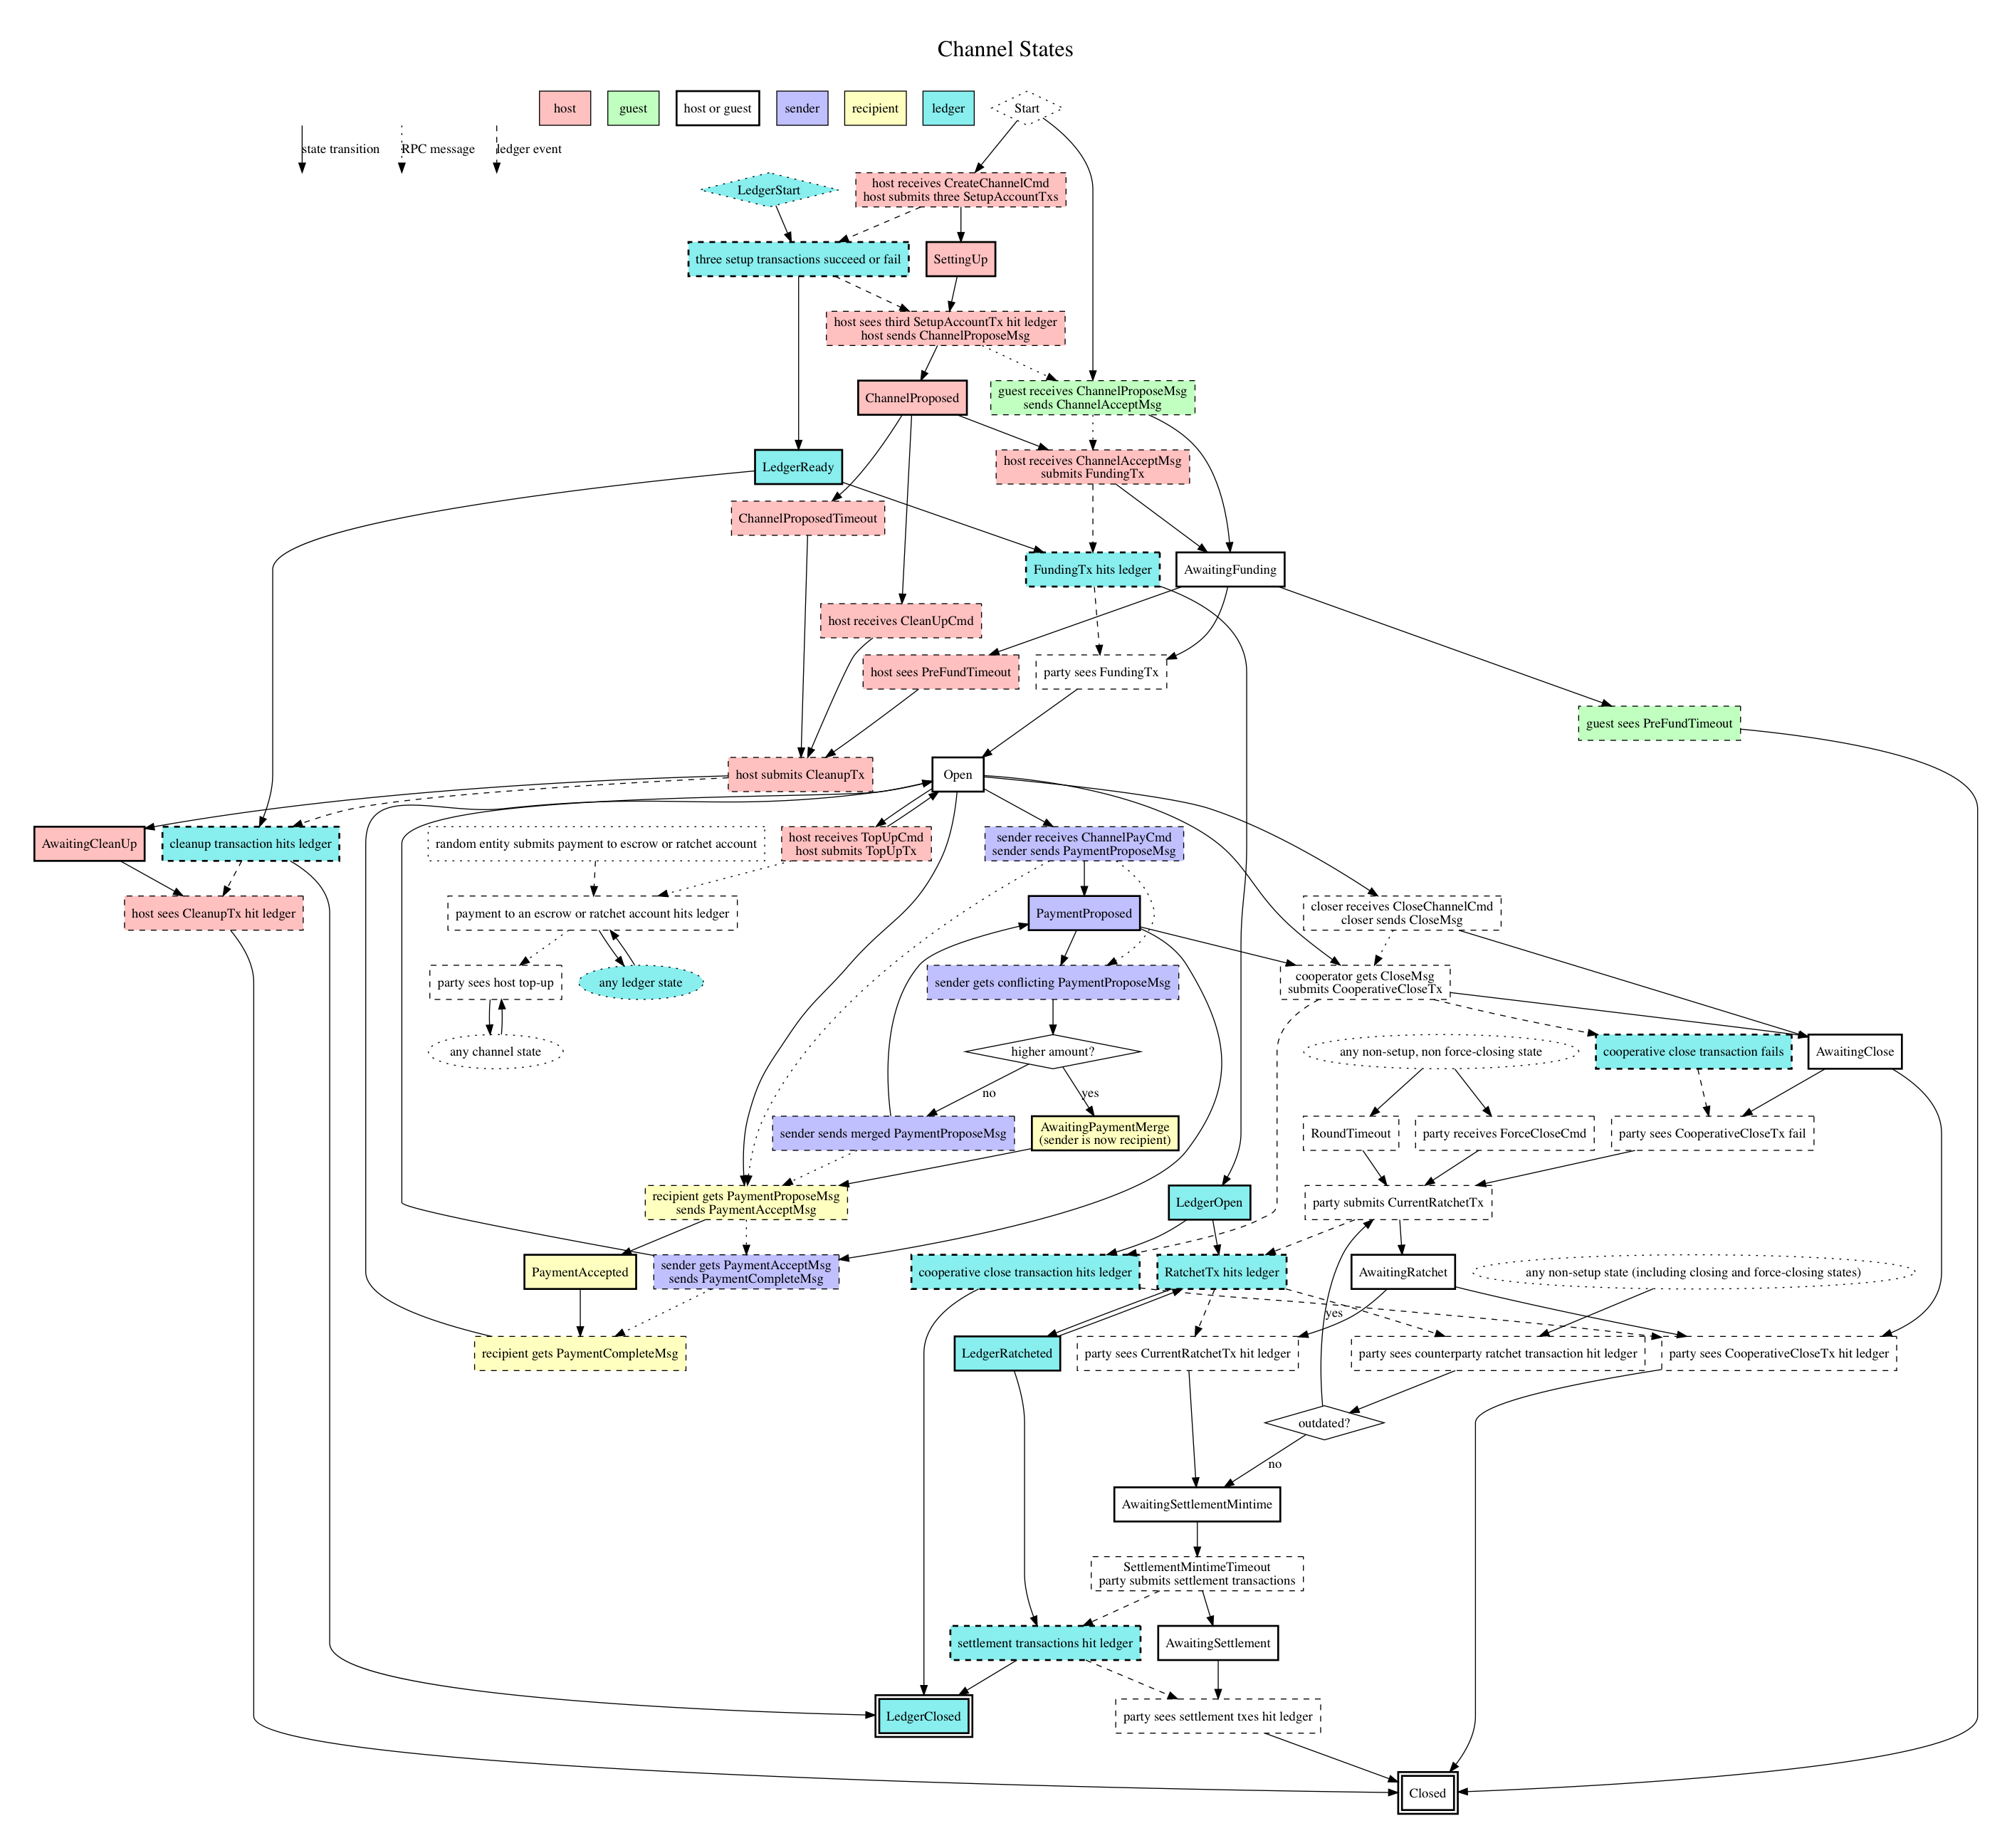 Channel States
host
guest
host or guest
sender
recipient
ledger
Start
state transition
RPC message
ledger event
LedgerStart
host receives CreateChannelCmd
host submits three SetupAccountTxs
three setup transactions succeed or fail
SettingUp
host sees third SetupAccountTx hit ledger
host sends ChannelProposeMsg
ChannelProposed
guest receives ChannelProposeMsg
sends ChannelAcceptMsg
LedgerReady
host receives ChannelAcceptMsg
submits FundingTx
ChannelProposedTimeout
FundingTx hits ledger
AwaitingFunding
host receives CleanUpCmd
host sees PreFundTimeout
party sees FundingTx
guest sees PreFundTimeout
host submits CleanupTx
Open
AwaitingCleanUp
cleanup transaction hits ledger
random entity submits payment to escrow or ratchet account
host receives TopUpCmd
host submits TopUpTx
sender receives ChannelPayCmd
sender sends PaymentProposeMsg
host sees CleanupTx hit ledger
payment to an escrow or ratchet account hits ledger
PaymentProposed
closer receives CloseChannelCmd
closer sends CloseMsg
party sees host top-up
any ledger state
sender gets conflicting PaymentProposeMsg
cooperator gets CloseMsg
submits CooperativeCloseTx
any channel state
higher amount?
any non-setup, non force-closing state
cooperative close transaction fails
AwaitingClose
no
yes
sender sends merged PaymentProposeMsg
AwaitingPaymentMerge
(sender is now recipient)
RoundTimeout
party receives ForceCloseCmd
party sees CooperativeCloseTx fail
recipient gets PaymentProposeMsg
sends PaymentAcceptMsg
LedgerOpen
party submits CurrentRatchetTx
PaymentAccepted
sender gets PaymentAcceptMsg
sends PaymentCompleteMsg
cooperative close transaction hits ledger
RatchetTx hits ledger
AwaitingRatchet
any non-setup state (including closing and force-closing states)
yes
recipient gets PaymentCompleteMsg
LedgerRatcheted
party sees CurrentRatchetTx hit ledger
party sees counterparty ratchet transaction hit ledger
party sees CooperativeCloseTx hit ledger
outdated?
no
AwaitingSettlementMintime
SettlementMintimeTimeout
party submits settlement transactions
settlement transactions hit ledger
AwaitingSettlement
LedgerClosed
party sees settlement txes hit ledger
Closed